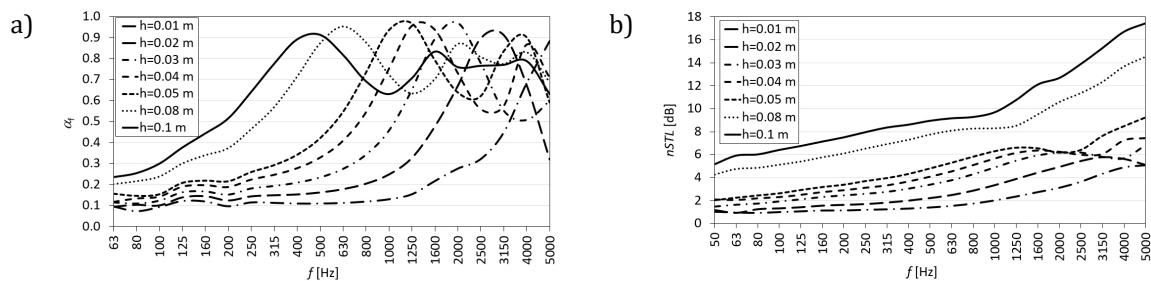 a)
1.0
0.9
0.8
0.7
0.6
0.5
0.4
0.3
0.2
0.1
0.0
αf
h=0.01 m
h=0.02 m
h=0.03 m
h=0.04 m
h=0.05 m
h=0.08 m
h=0.1 m
63 80 100 125 160 200 250 315 400 500 630 800 1000 1250 1600 2000 2500 3150 4000 5000
f [Hz]
b)
18
16
14
12
10
8
6
4
2
0
nSTL [dB]
h=0.01 m
h=0.02 m
h=0.03 m
h=0.04 m
h=0.05 m
h=0.08 m
h=0.1 m
50 63 80 100 125 160 200 250 315 400 500 630 800 1000 1250 1600 2000 2500 3150 4000 5000
f [Hz]